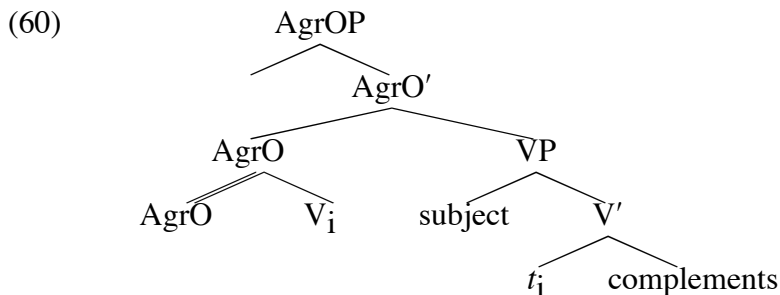 (60) AgrOP
AgrO′
AgrO VP
AgrO Vi subject V′
ti complements